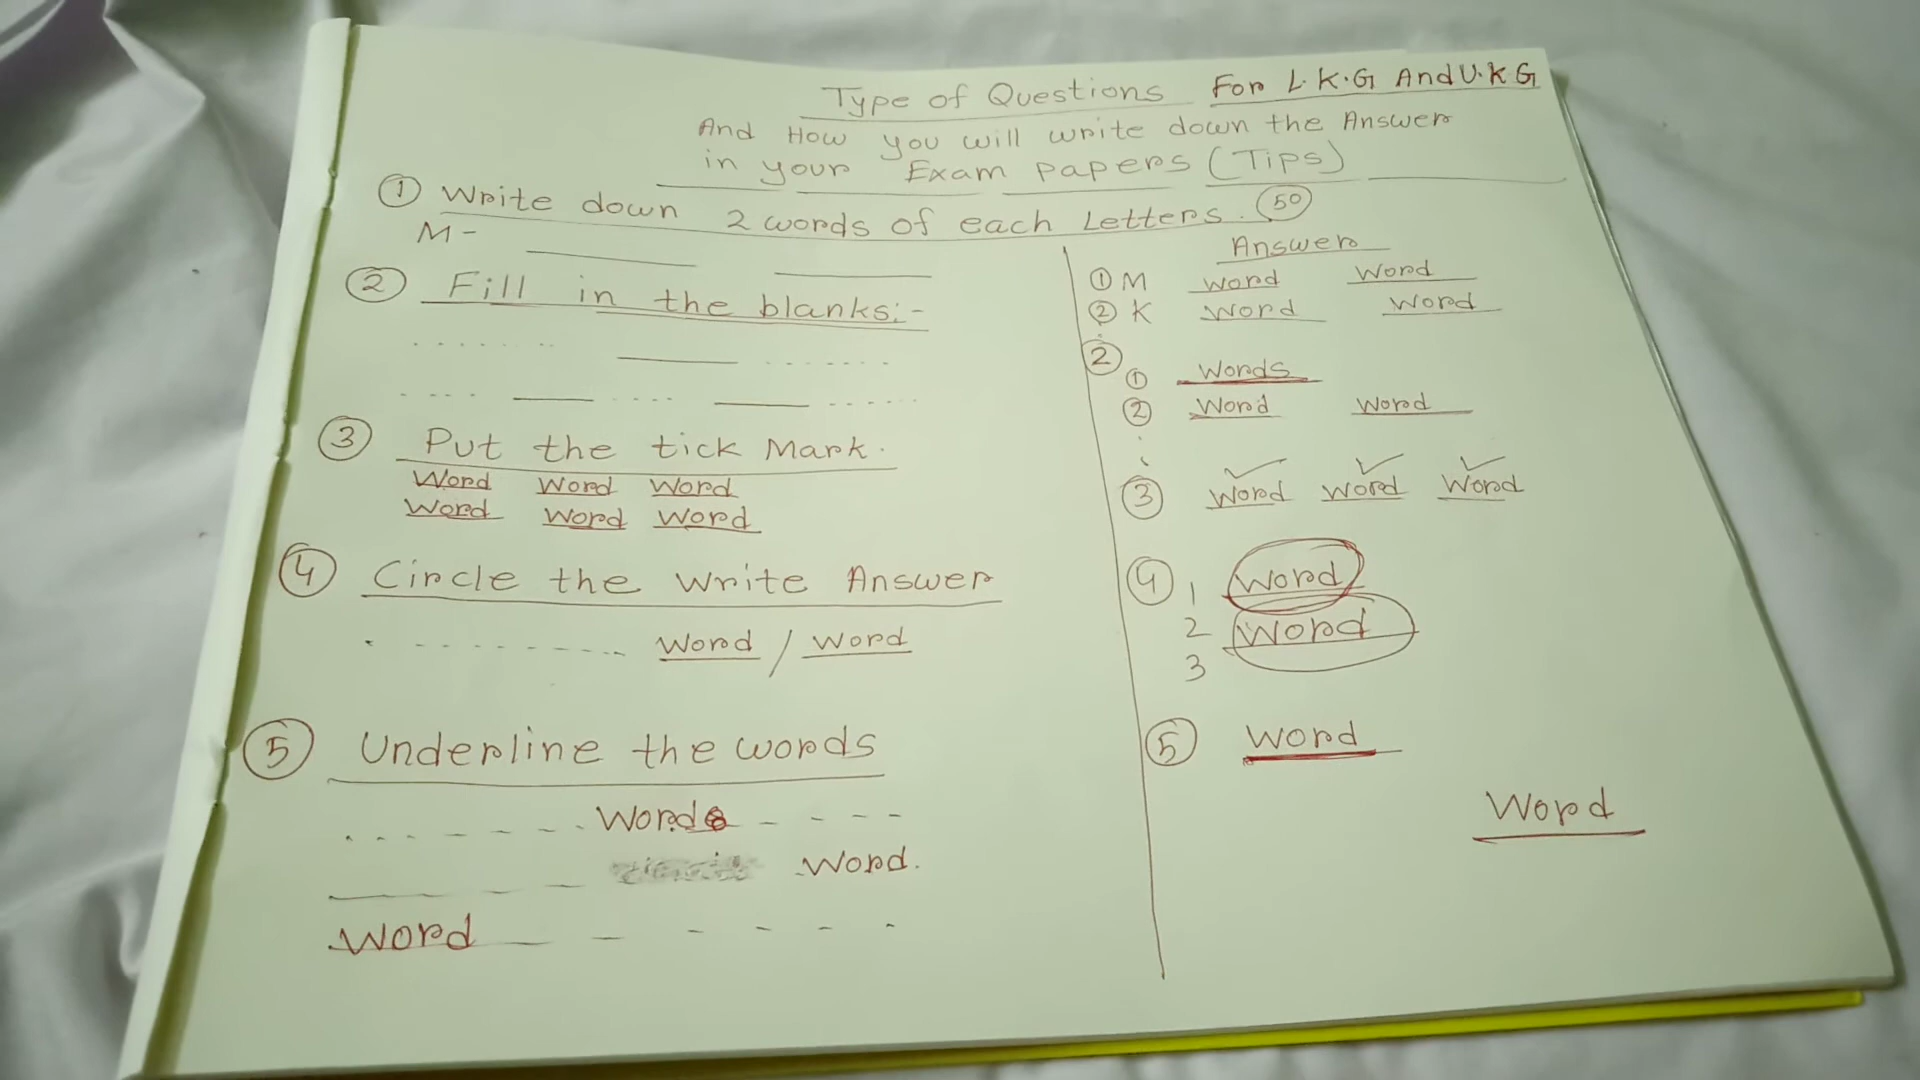 Type of Questions For L.K.G And U.K.G
And How you will write down the Answer
in your Exam papers (Tips)
① Write down 2 words of each Letters. 50
M -
② Fill in the blanks:-
③ Put the tick Mark.
Word Word Word
Word Word Word
④ Circle the Write Answer
Word / Word
⑤ Underline the words
Words
Word.
Word
Answer
① M Word Word
② K Word Word
②
① Words
② Word Word
③ ✓ ✓ ✓
Word Word Word
④ 1 Word
2 Word
3
⑤ Word
Word